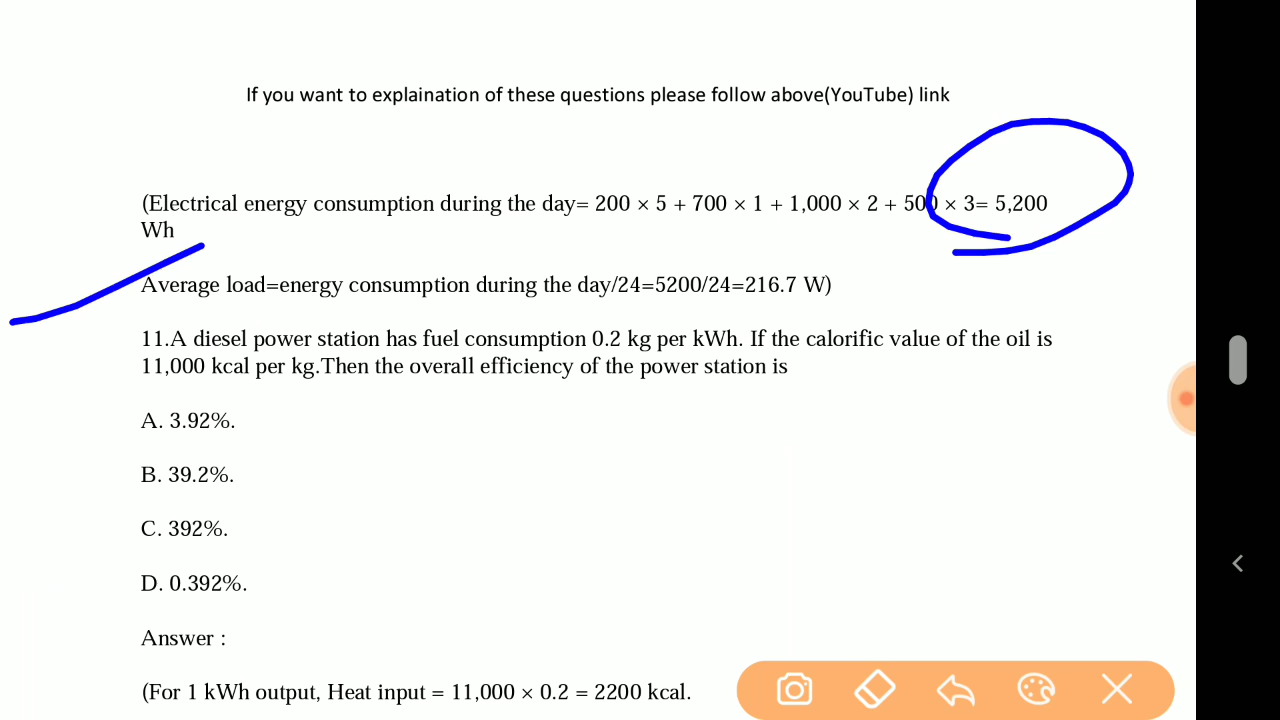 If you want to explaination of these questions please follow above(YouTube) link
(Electrical energy consumption during the day= 200 × 5 + 700 × 1 + 1,000 × 2 + 500 × 3= 5,200
Wh
Average load=energy consumption during the day/24=5200/24=216.7 W)
11.A diesel power station has fuel consumption 0.2 kg per kWh. If the calorific value of the oil is
11,000 kcal per kg.Then the overall efficiency of the power station is
A. 3.92%.
B. 39.2%.
C. 392%.
D. 0.392%.
Answer :
(For 1 kWh output, Heat input = 11,000 × 0.2 = 2200 kcal.